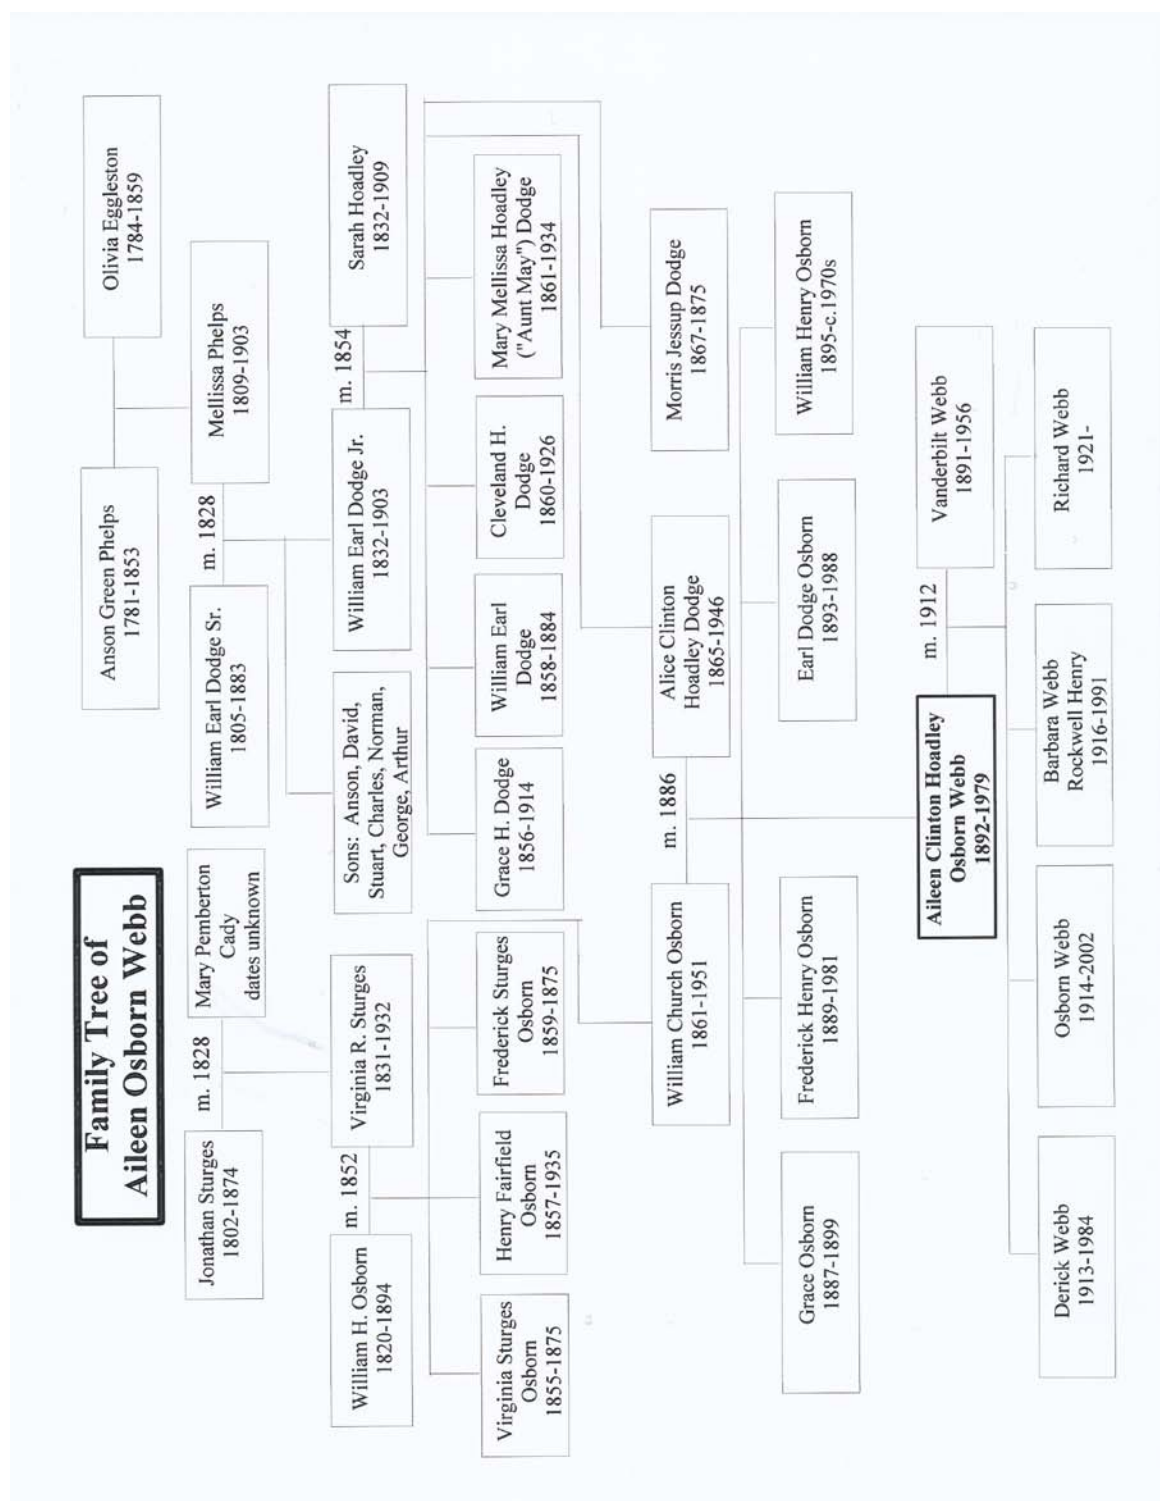 Family Tree of
Aileen Osborn Webb
Anson Green Phelps
1781-1853
Olivia Eggleston
1784-1859
Jonathan Sturges
1802-1874
m. 1828
Mary Pemberton
Cady
dates unknown
William Earl Dodge Sr.
1805-1883
m. 1828
Mellissa Phelps
1809-1903
William H. Osborn
1820-1894
m. 1852
Virginia R. Sturges
1831-1932
Sons: Anson, David,
Stuart, Charles, Norman,
George, Arthur
William Earl Dodge Jr.
1832-1903
m. 1854
Sarah Hoadley
1832-1909
Virginia Sturges
Osborn
1855-1875
Henry Fairfield
Osborn
1857-1935
Frederick Sturges
Osborn
1859-1875
Grace H. Dodge
1856-1914
William Earl
Dodge
1858-1884
Cleveland H.
Dodge
1860-1926
Mary Mellissa Hoadley
("Aunt May") Dodge
1861-1934
William Church Osborn
1861-1951
m. 1886
Alice Clinton
Hoadley Dodge
1865-1946
Morris Jessup Dodge
1867-1875
Grace Osborn
1887-1899
Frederick Henry Osborn
1889-1981
Earl Dodge Osborn
1893-1988
William Henry Osborn
1895-c.1970s
Aileen Clinton Hoadley
Osborn Webb
1892-1979
m. 1912
Vanderbilt Webb
1891-1956
Derick Webb
1913-1984
Osborn Webb
1914-2002
Barbara Webb
Rockwell Henry
1916-1991
Richard Webb
1921-